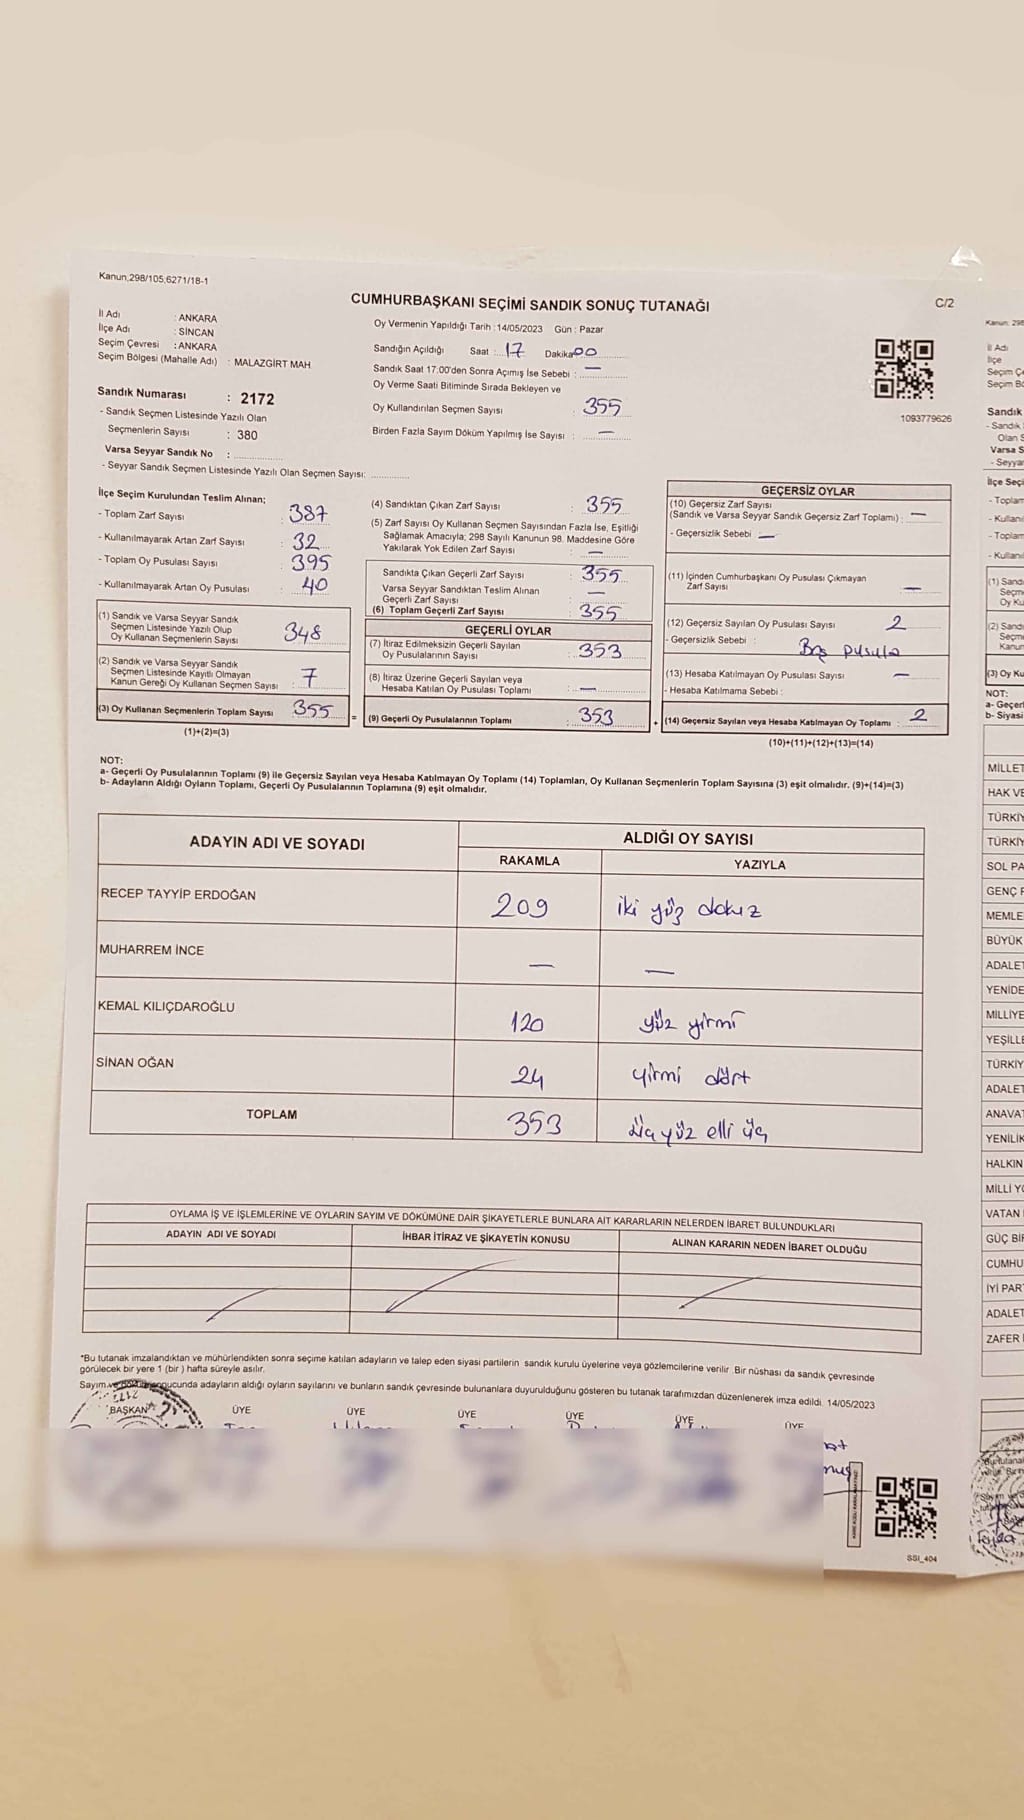 Kanun,298/105,6271/18-1
CUMHURBAŞKANI SEÇİMİ SANDIK SONUÇ TUTANAĞI
C/2
İl Adı : ANKARA
İlçe Adı : SİNCAN
Seçim Çevresi : ANKARA
Seçim Bölgesi (Mahalle Adı) : MALAZGİRT MAH
Sandık Numarası : 2172
- Sandık Seçmen Listesinde Yazılı Olan
Seçmenlerin Sayısı : 380
Varsa Seyyar Sandık No :
- Seyyar Sandık Seçmen Listesinde Yazılı Olan Seçmen Sayısı:
Oy Vermenin Yapıldığı Tarih :14/05/2023 Gün : Pazar
Sandığın Açıldığı Saat : 17 Dakika 00
Sandık Saat 17.00'den Sonra Açımış İse Sebebi : —
Oy Verme Saati Bitiminde Sırada Bekleyen ve
Oy Kullandırılan Seçmen Sayısı : 355
Birden Fazla Sayım Döküm Yapılmış İse Sayısı : —
1093779626
İlçe Seçim Kurulundan Teslim Alınan;
- Toplam Zarf Sayısı : 387
- Kullanılmayarak Artan Zarf Sayısı : 32
- Toplam Oy Pusulası Sayısı : 395
- Kullanılmayarak Artan Oy Pusulası : 40
(1) Sandık ve Varsa Seyyar Sandık
Seçmen Listesinde Yazılı Olup
Oy Kullanan Seçmenlerin Sayısı : 348
(2) Sandık ve Varsa Seyyar Sandık
Seçmen Listesinde Kayıtlı Olmayan
Kanun Gereği Oy Kullanan Seçmen Sayısı : 7
(3) Oy Kullanan Seçmenlerin Toplam Sayısı : 355
(1)+(2)=(3)
(4) Sandıktan Çıkan Zarf Sayısı : 355
(5) Zarf Sayısı Oy Kullanan Seçmen Sayısından Fazla İse, Eşitliği
Sağlamak Amacıyla; 298 Sayılı Kanunun 98. Maddesine Göre
Yakılarak Yok Edilen Zarf Sayısı : —
Sandıkta Çıkan Geçerli Zarf Sayısı : 355
Varsa Seyyar Sandıktan Teslim Alınan
Geçerli Zarf Sayısı : —
(6) Toplam Geçerli Zarf Sayısı : 355
GEÇERLİ OYLAR
(7) İtiraz Edilmeksizin Geçerli Sayılan
Oy Pusulalarının Sayısı : 353
(8) İtiraz Üzerine Geçerli Sayılan veya
Hesaba Katılan Oy Pusulası Toplamı : —
= (9) Geçerli Oy Pusulalarının Toplamı : 353
GEÇERSİZ OYLAR
(10) Geçersiz Zarf Sayısı
(Sandık ve Varsa Seyyar Sandık Geçersiz Zarf Toplamı) : —
- Geçersizlik Sebebi : —
(11) İçinden Cumhurbaşkanı Oy Pusulası Çıkmayan
Zarf Sayısı : —
(12) Geçersiz Sayılan Oy Pusulası Sayısı : 2
- Geçersizlik Sebebi : Boş pusula
(13) Hesaba Katılmayan Oy Pusulası Sayısı : —
- Hesaba Katılmama Sebebi :
+ (14) Geçersiz Sayılan veya Hesaba Katılmayan Oy Toplamı : 2
(10)+(11)+(12)+(13)=(14)
NOT:
a- Geçerli Oy Pusulalarının Toplamı (9) ile Geçersiz Sayılan veya Hesaba Katılmayan Oy Toplamı (14) Toplamları, Oy Kullanan Seçmenlerin Toplam Sayısına (3) eşit olmalıdır. (9)+(14)=(3)
b- Adayların Aldığı Oyların Toplamı, Geçerli Oy Pusulalarının Toplamına (9) eşit olmalıdır.
ADAYIN ADI VE SOYADI ALDIĞI OY SAYISI
RAKAMLA YAZIYLA
RECEP TAYYİP ERDOĞAN 209 iki yüz dokuz
MUHARREM İNCE — —
KEMAL KILIÇDAROĞLU 120 yüz yirmi
SİNAN OĞAN 24 yirmi dört
TOPLAM 353 üç yüz elli üç
OYLAMA İŞ VE İŞLEMLERİNE VE OYLARIN SAYIM VE DÖKÜMÜNE DAİR ŞİKAYETLERLE BUNLARA AİT KARARLARIN NELERDEN İBARET BULUNDUKLARI
ADAYIN ADI VE SOYADI İHBAR İTİRAZ VE ŞİKAYETİN KONUSU ALINAN KARARIN NEDEN İBARET OLDUĞU
*Bu tutanak imzalandıktan ve mühürlendikten sonra seçime katılan adayların ve talep eden siyasi partilerin sandık kurulu üyelerine veya gözlemcilerine verilir. Bir nüshası da sandık çevresinde
görülecek bir yere 1 (bir) hafta süreyle asılır.
Sayım ve dökümü sonucunda adayların aldığı oyların sayılarını ve bunların sandık çevresinde bulunanlara duyurulduğunu gösteren bu tutanak tarafımızdan düzenlenerek imza edildi. 14/05/2023
BAŞKAN ÜYE ÜYE ÜYE ÜYE ÜYE ÜYE
SSI_404
Kanun: 298
İl Adı
İlçe
Seçim
Seçim
Sandık
- Sandık
Olan
Varsa
- Seyyar
İlçe Seçi
- Toplam
- Kullanı
- Toplam
- Kullanı
(1) Sandı
Seçm
Oy Ku
(2) Sandı
Seçm
Kanun
(3) Oy Ku
NOT:
a- Geçerl
b- Siyasi
MİLLET
HAK VE
TÜRKİY
TÜRKİY
SOL PA
GENÇ
MEMLE
BÜYÜK
ADALET
YENİDE
MİLLİYE
YEŞİLLE
TÜRKİY
ADALET
ANAVAT
YENİLİK
HALKIN
MİLLİ
VATAN
GÜÇ BİR
CUMHU
İYİ PAR
ADALET
ZAFER